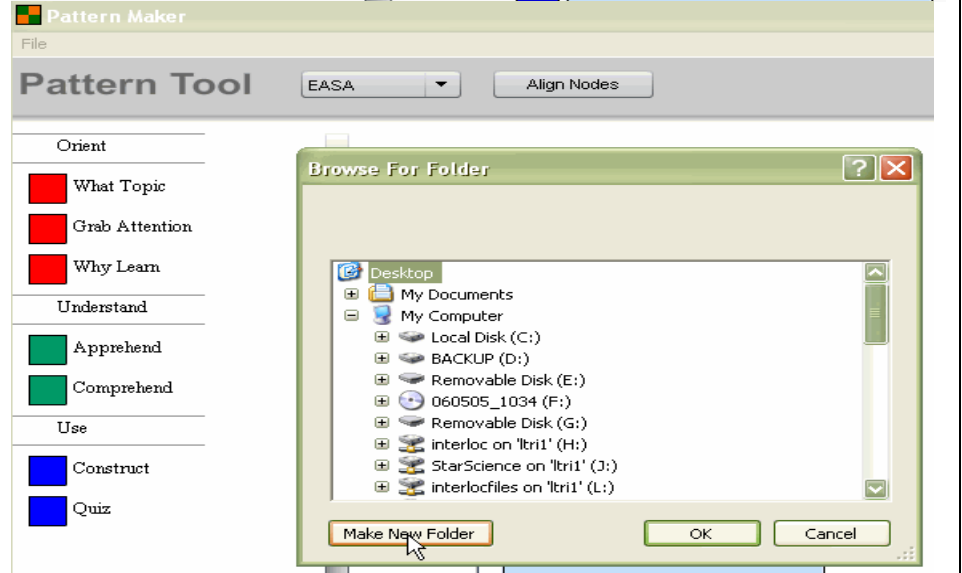 Pattern Maker
File
Pattern Tool
EASA
Align Nodes
Orient
What Topic
Grab Attention
Why Learn
Understand
Apprehend
Comprehend
Use
Construct
Quiz
Browse For Folder
Desktop
My Documents
My Computer
Local Disk (C:)
BACKUP (D:)
Removable Disk (E:)
060505_1034 (F:)
Removable Disk (G:)
interloc on 'ltri1' (H:)
StarScience on 'ltri1' (J:)
interlocfiles on 'ltri1' (L:)
Make New Folder
OK
Cancel